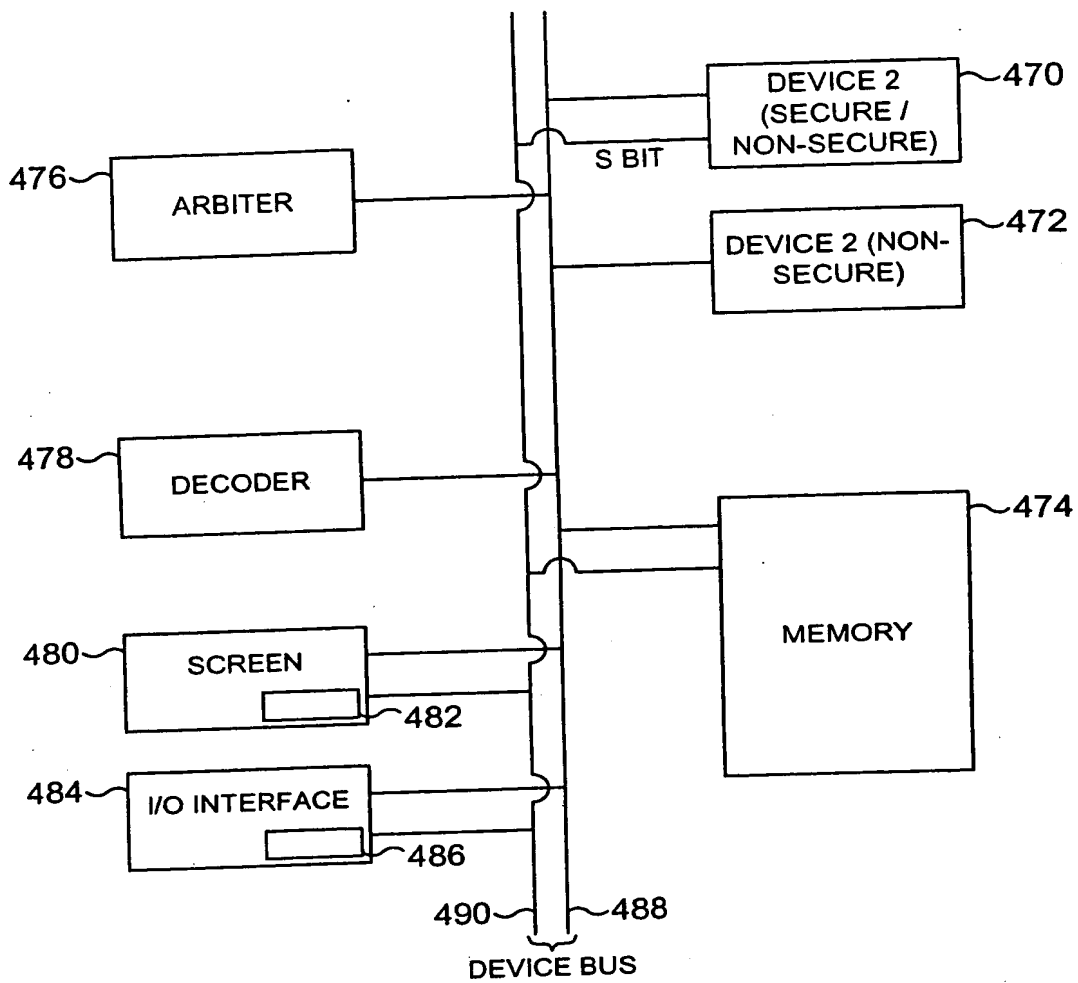 DEVICE 2
(SECURE /
NON-SECURE)
470
S BIT
476
ARBITER
DEVICE 2 (NON-
SECURE)
472
478
DECODER
474
MEMORY
480
SCREEN
482
484
I/O INTERFACE
486
490
488
DEVICE BUS